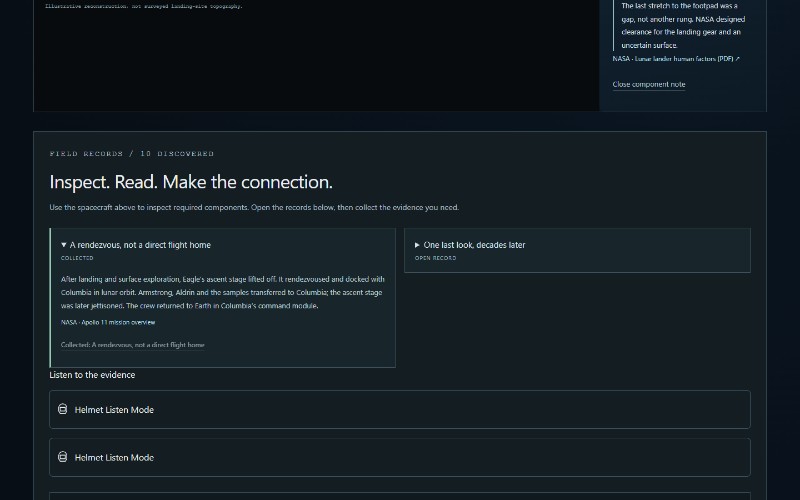 Illustrative reconstruction, not surveyed landing-site topography.
The last stretch to the footpad was a
gap, not another rung. NASA designed
clearance for the landing gear and an
uncertain surface.
NASA · Lunar lander human factors (PDF) ↗
Close component note
FIELD RECORDS / 10 DISCOVERED
Inspect. Read. Make the connection.
Use the spacecraft above to inspect required components. Open the records below, then collect the evidence you need.
▼ A rendezvous, not a direct flight home
COLLECTED
After landing and surface exploration, Eagle's ascent stage lifted off. It rendezvoused and docked with
Columbia in lunar orbit. Armstrong, Aldrin and the samples transferred to Columbia; the ascent stage
was later jettisoned. The crew returned to Earth in Columbia's command module.
NASA · Apollo 11 mission overview
Collected: A rendezvous, not a direct flight home
▶ One last look, decades later
OPEN RECORD
Listen to the evidence
Helmet Listen Mode
Helmet Listen Mode